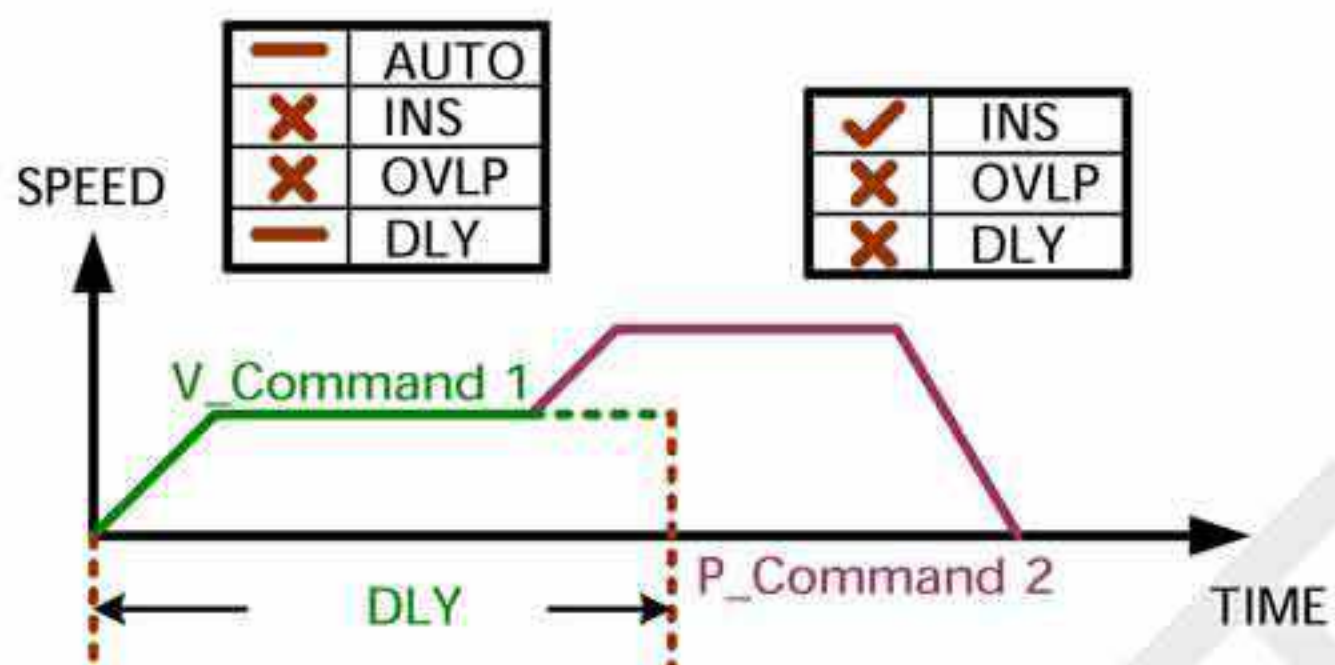 AUTO
INS
OVLP
DLY
INS
OVLP
DLY
SPEED
V_Command 1
DLY
P_Command 2
TIME